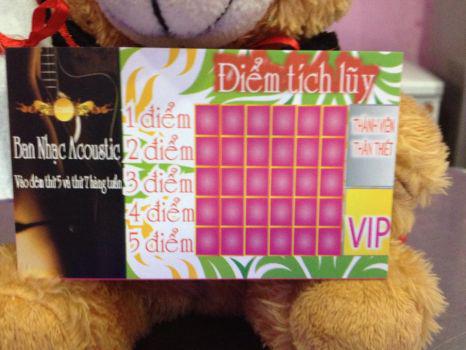 Điểm tích lũy
Ban Nhạc Acoustic
Vào đêm thứ 5 và thứ 7 hàng tuần
1 điểm
2 điểm
3 điểm
4 điểm
5 điểm
THÀNH VIÊN
THÂN THIẾT
VIP